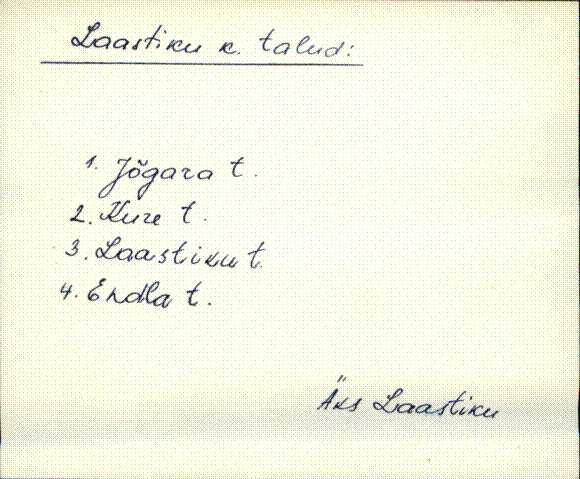 Laastiku k. talud:
1. Jõgara t.
2. Kure t.
3. Laastiku t.
4. Endla t.
Äks Laastiku